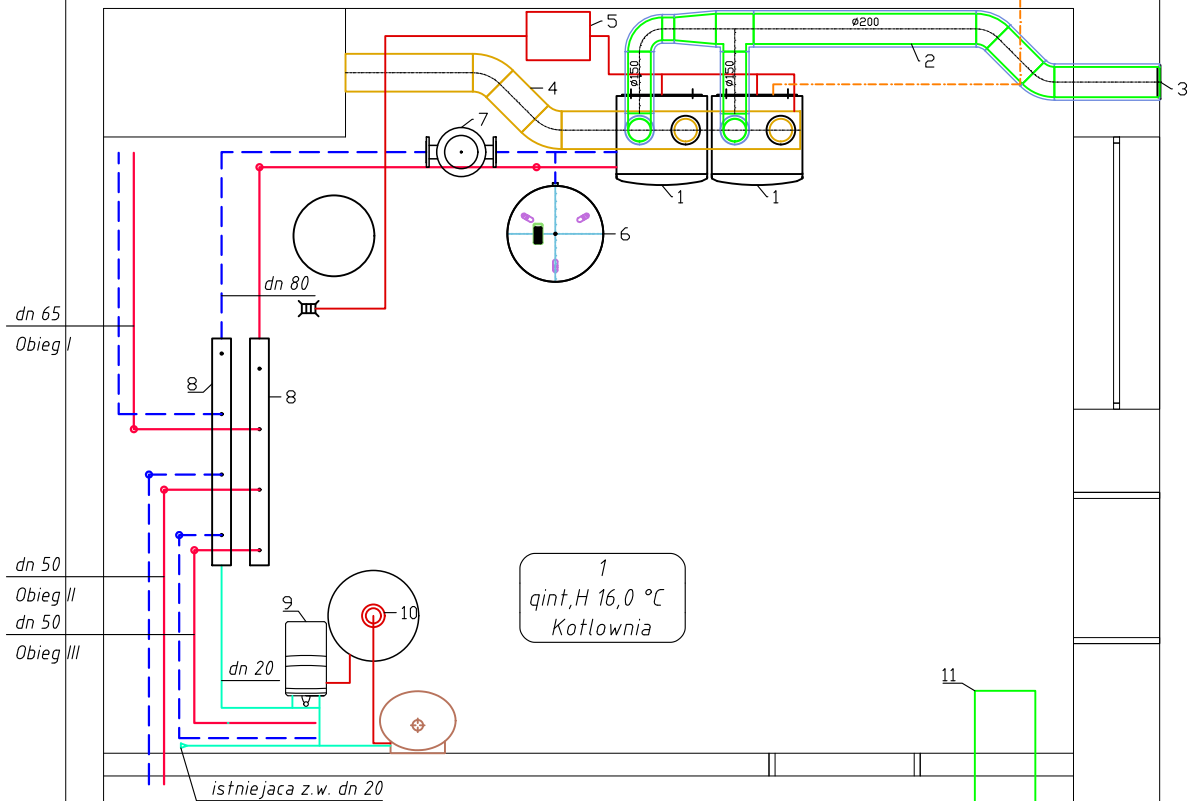 5
ø200
2
ø150
ø150
3
4
7
1
1
6
dn 80
dn 65
Obieg I
8
8
dn 50
Obieg II
dn 50
Obieg III
1
qint,H 16,0 °C
Kotlownia
9
10
dn 20
11
istniejaca z.w. dn 20